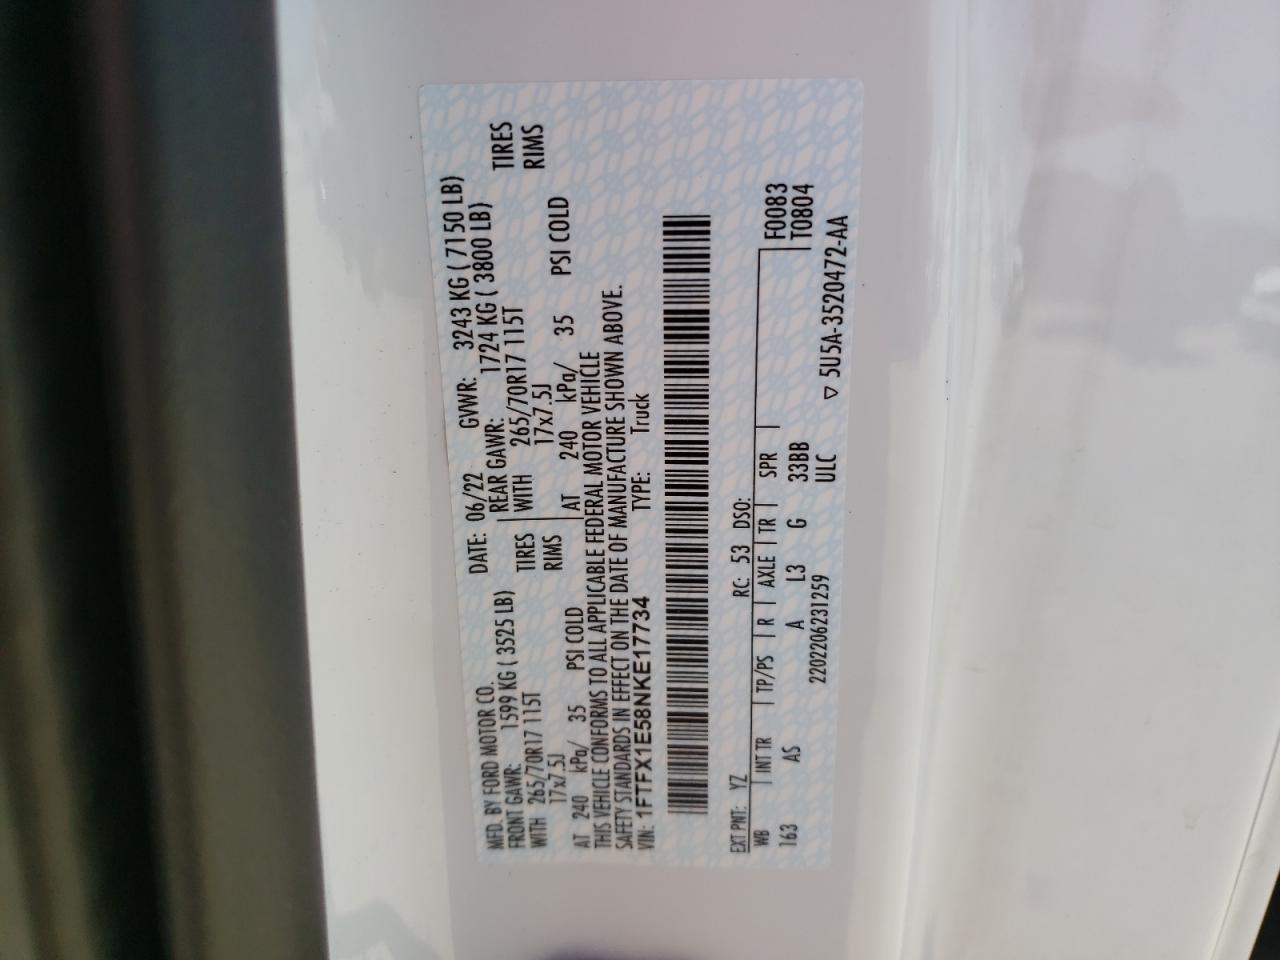 MFD. BY FORD MOTOR CO.
DATE: 06/22 GVWR: 3243 KG ( 7150 LB)
FRONT GAWR: 1599 KG ( 3525 LB) REAR GAWR: 1724 KG ( 3800 LB)
WITH 265/70R17 115T TIRES WITH 265/70R17 115T TIRES
17x7.5J RIMS 17x7.5J RIMS
AT 240 kPa/ 35 PSI COLD AT 240 kPa/ 35 PSI COLD
THIS VEHICLE CONFORMS TO ALL APPLICABLE FEDERAL MOTOR VEHICLE
SAFETY STANDARDS IN EFFECT ON THE DATE OF MANUFACTURE SHOWN ABOVE.
VIN: 1FTFX1E58NKE17734 TYPE: Truck
EXT PNT: YZ RC: 53 DSO:
WB INT TR TP/PS R AXLE TR SPR F0083
163 AS A L3 G 33BB T0804
2202206231259 ULC
▽ 5U5A-3520472-AA